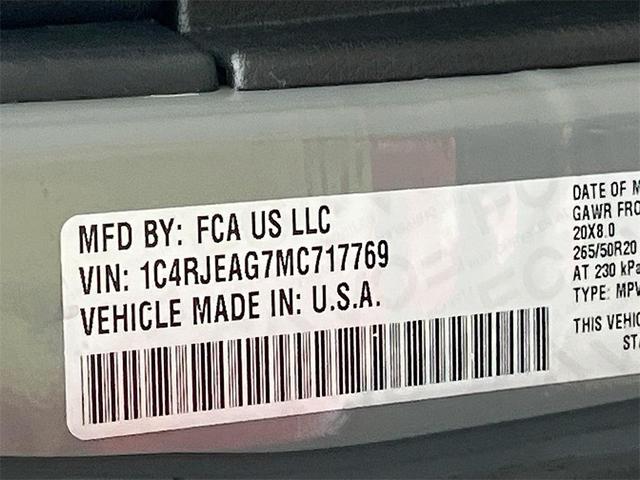 MFD BY: FCA US LLC
VIN: 1C4RJEAG7MC717769
VEHICLE MADE IN: U.S.A.
DATE OF M
GAWR FRO
20X8.0
265/50R20
AT 230 kPa
TYPE: MPV
THIS VEHIC
STA